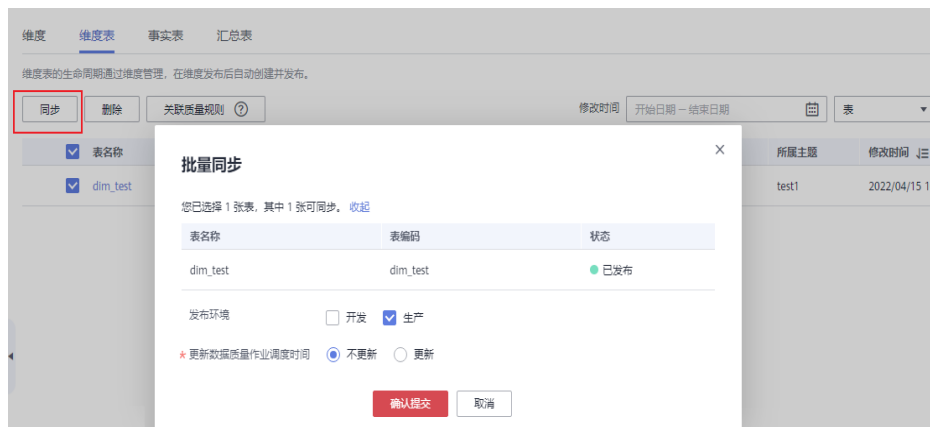 维度 维度表 事实表 汇总表
维度表的生命周期通过维度管理，在维度发布后自动创建并发布。
同步 删除 关联质量规则 ? 修改时间 开始日期 – 结束日期 表
表名称 所属主题 修改时间
dim_test test1 2022/04/15 1
批量同步
您已选择 1 张表，其中 1 张可同步。 收起
表名称 表编码 状态
dim_test dim_test 已发布
发布环境 开发 生产
* 更新数据质量作业调度时间 不更新 更新
确认提交 取消